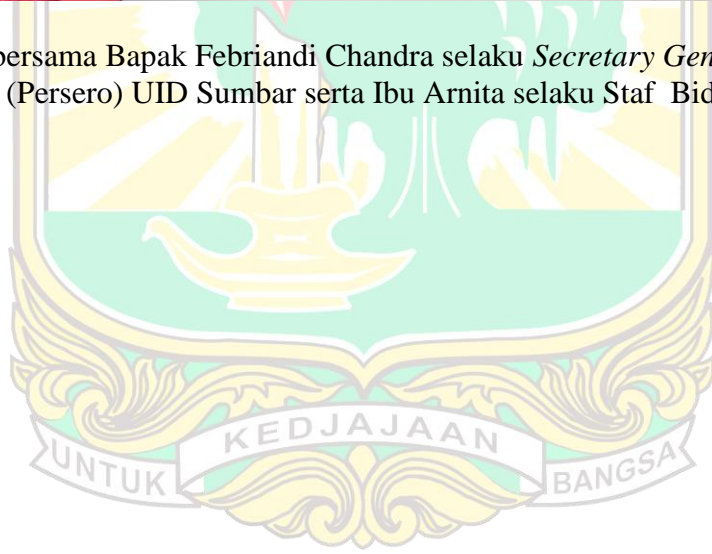 bersama Bapak Febriandi Chandra selaku Secretary Gen
(Persero) UID Sumbar serta Ibu Arnita selaku Staf Bid
UNTUK KEDJAJAAN BANGSA